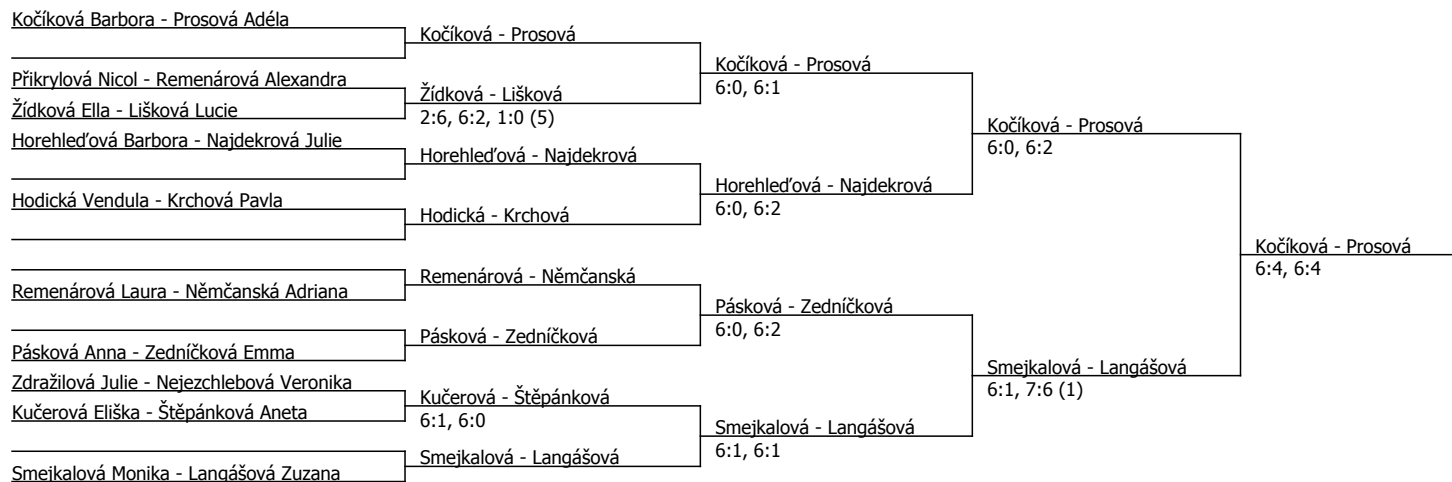 Kočíková Barbora - Prosová Adéla
Přikrylová Nicol - Remenárová Alexandra
Žídková Ella - Lišková Lucie
Horehleďová Barbora - Najdekrová Julie
Hodická Vendula - Krchová Pavla
Remenárová Laura - Němčanská Adriana
Pásková Anna - Zedníčková Emma
Zdražilová Julie - Nejezchlebová Veronika
Kučerová Eliška - Štěpánková Aneta
Smejkalová Monika - Langášová Zuzana
Kočíková - Prosová
Žídková - Lišková
2:6, 6:2, 1:0 (5)
Horehleďová - Najdekrová
Hodická - Krchová
Remenárová - Němčanská
Pásková - Zedníčková
Kučerová - Štěpánková
6:1, 6:0
Smejkalová - Langášová
Kočíková - Prosová
6:0, 6:1
Horehleďová - Najdekrová
6:0, 6:2
Pásková - Zedníčková
6:0, 6:2
Smejkalová - Langášová
6:1, 6:1
Kočíková - Prosová
6:0, 6:2
Smejkalová - Langášová
6:1, 7:6 (1)
Kočíková - Prosová
6:4, 6:4